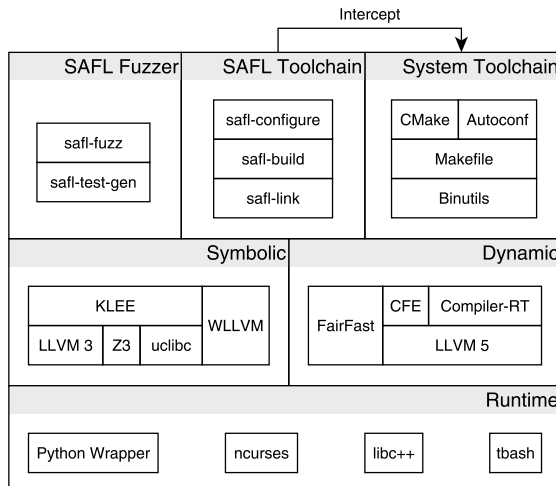 Intercept
SAFL Fuzzer
SAFL Toolchain
System Toolchain
safl-fuzz
safl-test-gen
safl-configure
safl-build
safl-link
CMake
Autoconf
Makefile
Binutils
Symbolic
Dynamic
KLEE
WLLVM
LLVM 3
Z3
uclibc
FairFast
CFE
Compiler-RT
LLVM 5
Runtime
Python Wrapper
ncurses
libc++
tbash